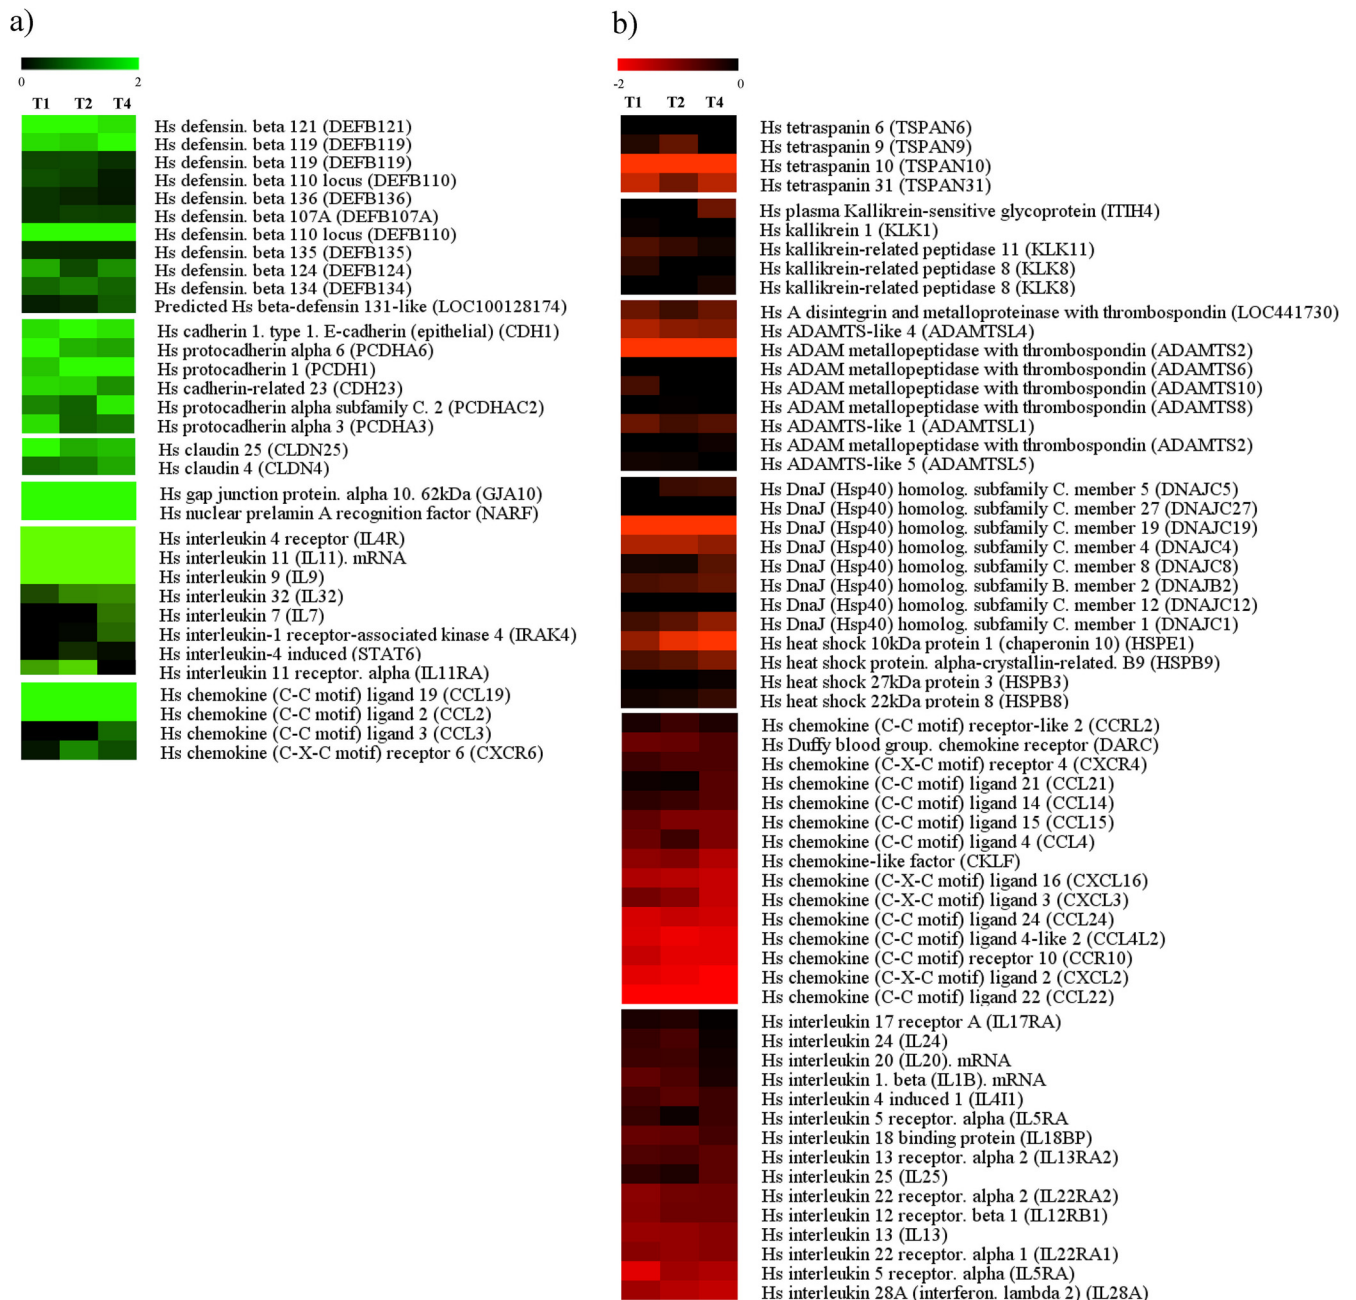 a)
0 2
T1 T2 T4
Hs defensin. beta 121 (DEFB121)
Hs defensin. beta 119 (DEFB119)
Hs defensin. beta 119 (DEFB119)
Hs defensin. beta 110 locus (DEFB110)
Hs defensin. beta 136 (DEFB136)
Hs defensin. beta 107A (DEFB107A)
Hs defensin. beta 110 locus (DEFB110)
Hs defensin. beta 135 (DEFB135)
Hs defensin. beta 124 (DEFB124)
Hs defensin. beta 134 (DEFB134)
Predicted Hs beta-defensin 131-like (LOC100128174)
Hs cadherin 1. type 1. E-cadherin (epithelial) (CDH1)
Hs protocadherin alpha 6 (PCDHA6)
Hs protocadherin 1 (PCDH1)
Hs cadherin-related 23 (CDH23)
Hs protocadherin alpha subfamily C. 2 (PCDHAC2)
Hs protocadherin alpha 3 (PCDHA3)
Hs claudin 25 (CLDN25)
Hs claudin 4 (CLDN4)
Hs gap junction protein. alpha 10. 62kDa (GJA10)
Hs nuclear prelamin A recognition factor (NARF)
Hs interleukin 4 receptor (IL4R)
Hs interleukin 11 (IL11). mRNA
Hs interleukin 9 (IL9)
Hs interleukin 32 (IL32)
Hs interleukin 7 (IL7)
Hs interleukin-1 receptor-associated kinase 4 (IRAK4)
Hs interleukin-4 induced (STAT6)
Hs interleukin 11 receptor. alpha (IL11RA)
Hs chemokine (C-C motif) ligand 19 (CCL19)
Hs chemokine (C-C motif) ligand 2 (CCL2)
Hs chemokine (C-C motif) ligand 3 (CCL3)
Hs chemokine (C-X-C motif) receptor 6 (CXCR6)
b)
-2 0
T1 T2 T4
Hs tetraspanin 6 (TSPAN6)
Hs tetraspanin 9 (TSPAN9)
Hs tetraspanin 10 (TSPAN10)
Hs tetraspanin 31 (TSPAN31)
Hs plasma Kallikrein-sensitive glycoprotein (ITIH4)
Hs kallikrein 1 (KLK1)
Hs kallikrein-related peptidase 11 (KLK11)
Hs kallikrein-related peptidase 8 (KLK8)
Hs kallikrein-related peptidase 8 (KLK8)
Hs A disintegrin and metalloproteinase with thrombospondin (LOC441730)
Hs ADAMTS-like 4 (ADAMTSL4)
Hs ADAM metallopeptidase with thrombospondin (ADAMTS2)
Hs ADAM metallopeptidase with thrombospondin (ADAMTS6)
Hs ADAM metallopeptidase with thrombospondin (ADAMTS10)
Hs ADAM metallopeptidase with thrombospondin (ADAMTS8)
Hs ADAMTS-like 1 (ADAMTSL1)
Hs ADAM metallopeptidase with thrombospondin (ADAMTS2)
Hs ADAMTS-like 5 (ADAMTSL5)
Hs DnaJ (Hsp40) homolog. subfamily C. member 5 (DNAJC5)
Hs DnaJ (Hsp40) homolog. subfamily C. member 27 (DNAJC27)
Hs DnaJ (Hsp40) homolog. subfamily C. member 19 (DNAJC19)
Hs DnaJ (Hsp40) homolog. subfamily C. member 4 (DNAJC4)
Hs DnaJ (Hsp40) homolog. subfamily C. member 8 (DNAJC8)
Hs DnaJ (Hsp40) homolog. subfamily B. member 2 (DNAJB2)
Hs DnaJ (Hsp40) homolog. subfamily C. member 12 (DNAJC12)
Hs DnaJ (Hsp40) homolog. subfamily C. member 1 (DNAJC1)
Hs heat shock 10kDa protein 1 (chaperonin 10) (HSPE1)
Hs heat shock protein. alpha-crystallin-related. B9 (HSPB9)
Hs heat shock 27kDa protein 3 (HSPB3)
Hs heat shock 22kDa protein 8 (HSPB8)
Hs chemokine (C-C motif) receptor-like 2 (CCRL2)
Hs Duffy blood group. chemokine receptor (DARC)
Hs chemokine (C-X-C motif) receptor 4 (CXCR4)
Hs chemokine (C-C motif) ligand 21 (CCL21)
Hs chemokine (C-C motif) ligand 14 (CCL14)
Hs chemokine (C-C motif) ligand 15 (CCL15)
Hs chemokine (C-C motif) ligand 4 (CCL4)
Hs chemokine-like factor (CKLF)
Hs chemokine (C-X-C motif) ligand 16 (CXCL16)
Hs chemokine (C-X-C motif) ligand 3 (CXCL3)
Hs chemokine (C-C motif) ligand 24 (CCL24)
Hs chemokine (C-C motif) ligand 4-like 2 (CCL4L2)
Hs chemokine (C-C motif) receptor 10 (CCR10)
Hs chemokine (C-X-C motif) ligand 2 (CXCL2)
Hs chemokine (C-C motif) ligand 22 (CCL22)
Hs interleukin 17 receptor A (IL17RA)
Hs interleukin 24 (IL24)
Hs interleukin 20 (IL20). mRNA
Hs interleukin 1. beta (IL1B). mRNA
Hs interleukin 4 induced 1 (IL4I1)
Hs interleukin 5 receptor. alpha (IL5RA
Hs interleukin 18 binding protein (IL18BP)
Hs interleukin 13 receptor. alpha 2 (IL13RA2)
Hs interleukin 25 (IL25)
Hs interleukin 22 receptor. alpha 2 (IL22RA2)
Hs interleukin 12 receptor. beta 1 (IL12RB1)
Hs interleukin 13 (IL13)
Hs interleukin 22 receptor. alpha 1 (IL22RA1)
Hs interleukin 5 receptor. alpha (IL5RA)
Hs interleukin 28A (interferon. lambda 2) (IL28A)